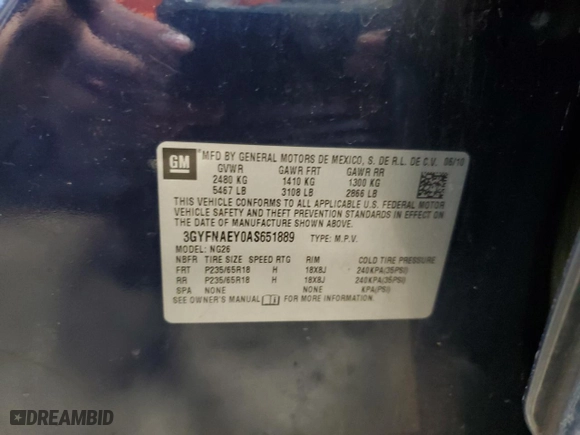 GM MFD BY GENERAL MOTORS DE MEXICO, S. DE R.L. DE C.V. 06/10
GVWR GAWR FRT GAWR RR
2480 KG 1410 KG 1300 KG
5467 LB 3108 LB 2866 LB
THIS VEHICLE CONFORMS TO ALL APPLICABLE U.S. FEDERAL MOTOR
VEHICLE SAFETY AND THEFT PREVENTION STANDARDS IN EFFECT ON
THE DATE OF MANUFACTURE SHOWN ABOVE.
3GYFNAEY0AS651889 TYPE: M.P.V.
MODEL: NG26
NBFR TIRE SIZE SPEED RTG RIM COLD TIRE PRESSURE
FRT P235/65R18 H 18X8J 240KPA(35PSI)
RR P235/65R18 H 18X8J 240KPA(35PSI)
SPA NONE NONE NONE KPA(PSI)
SEE OWNER'S MANUAL FOR MORE INFORMATION.
DREAMBID